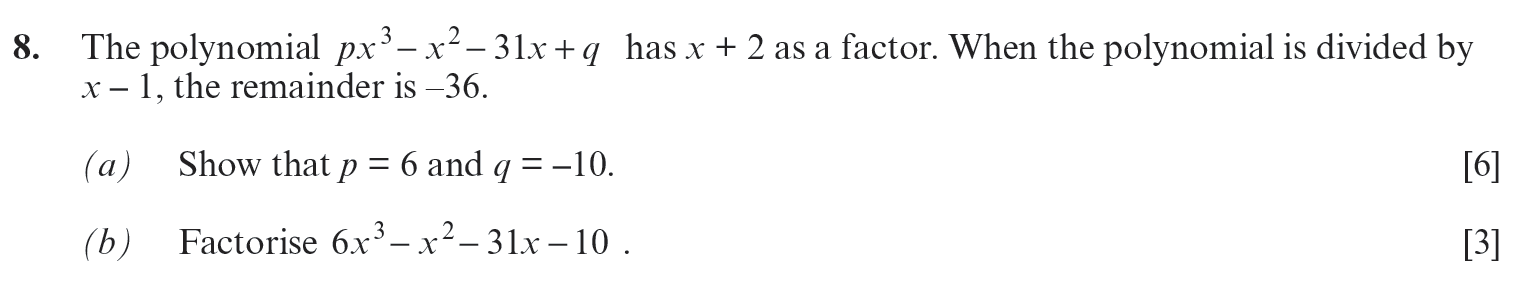 8. The polynomial px³ – x² – 31x + q has x + 2 as a factor. When the polynomial is divided by
x – 1, the remainder is –36.
(a) Show that p = 6 and q = –10. [6]
(b) Factorise 6x³ – x² – 31x – 10 . [3]